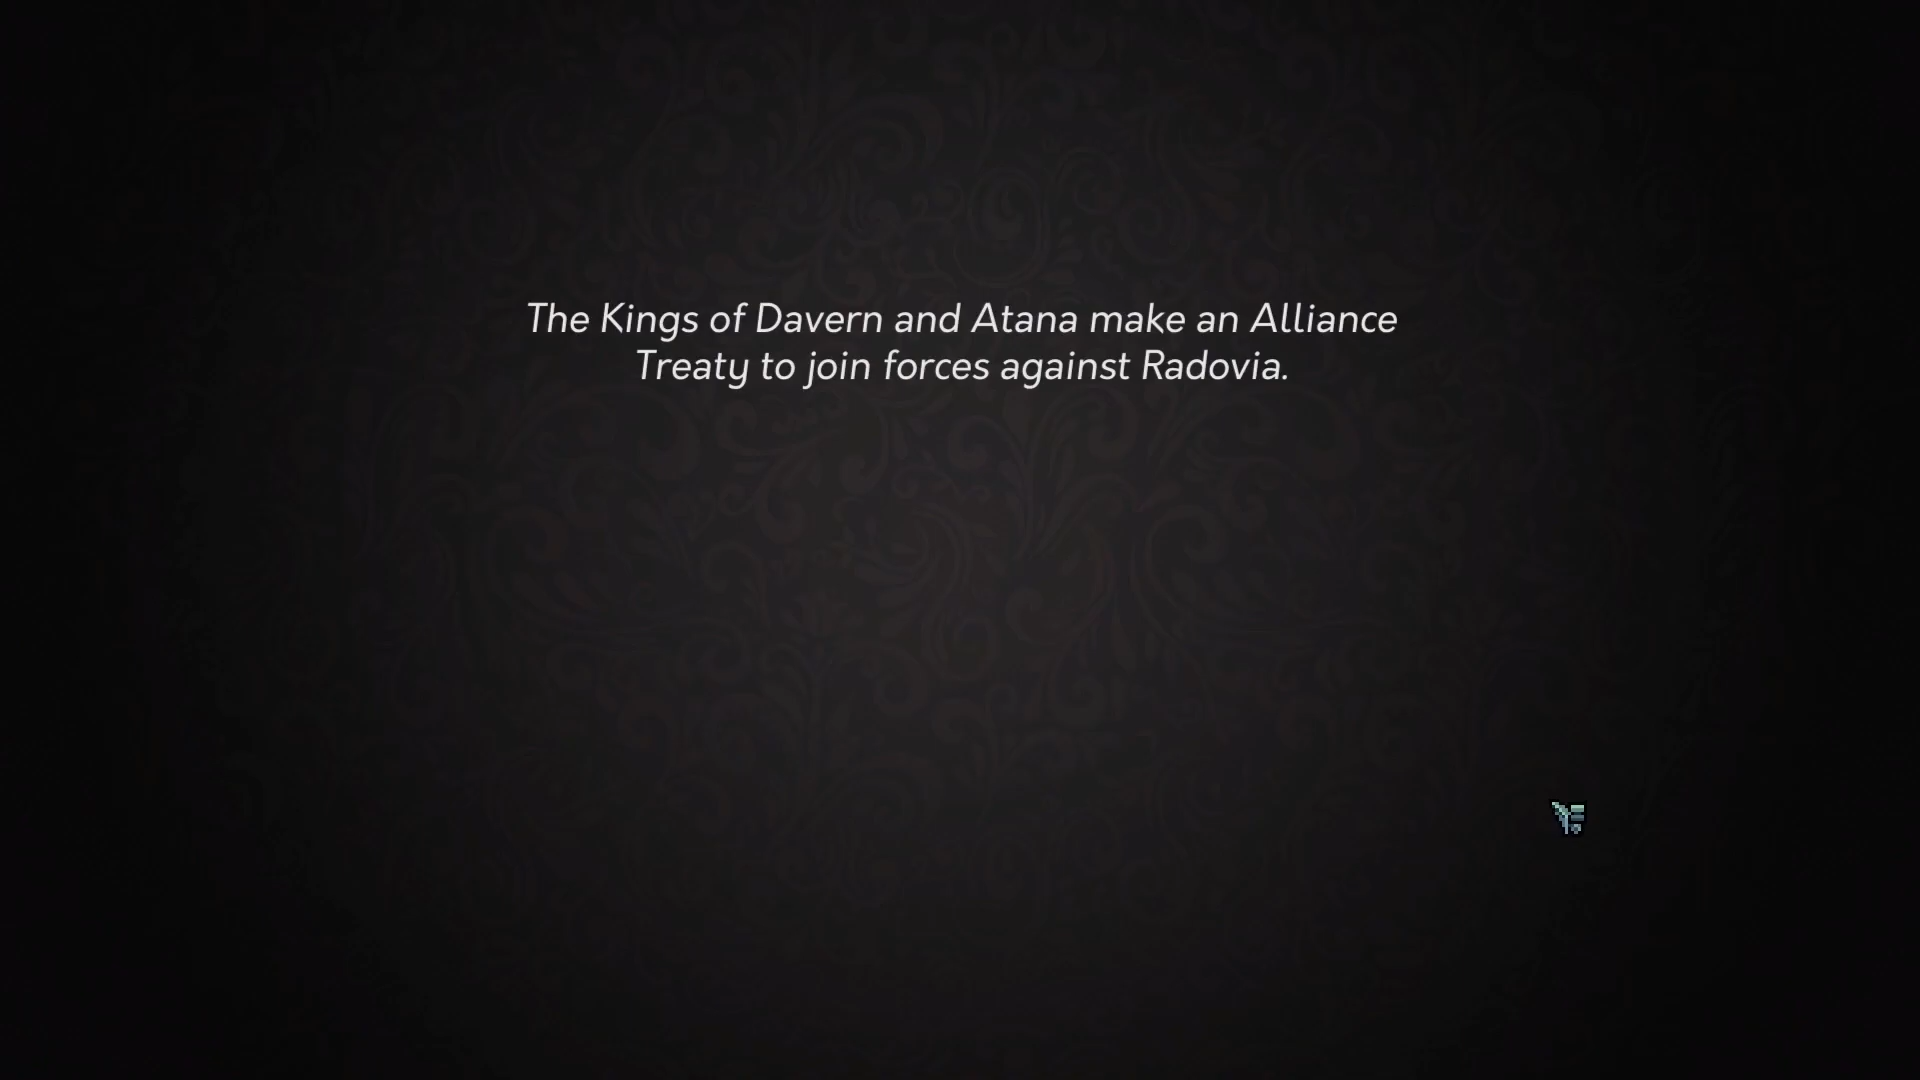 The Kings of Davern and Atana make an Alliance
Treaty to join forces against Radovia.